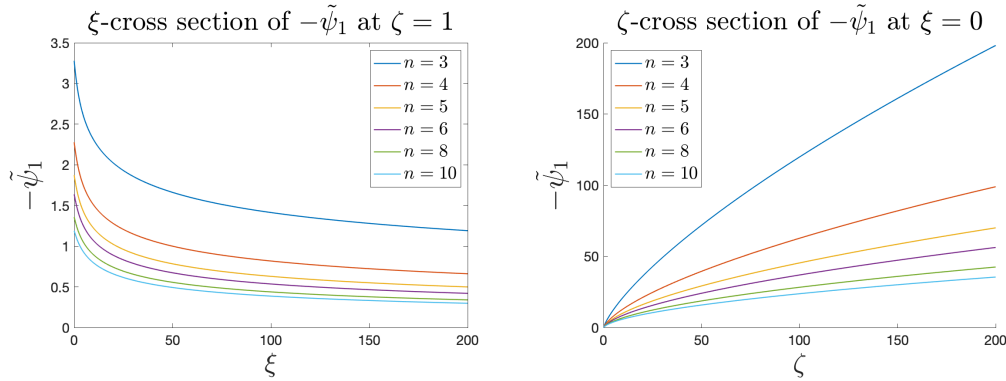 ξ-cross section of −ψ̃₁ at ζ = 1
3.5
3
2.5
2
1.5
1
0.5
0
−ψ̃₁
n = 3
n = 4
n = 5
n = 6
n = 8
n = 10
0
50
100
150
200
ξ
ζ-cross section of −ψ̃₁ at ξ = 0
200
150
100
50
0
−ψ̃₁
n = 3
n = 4
n = 5
n = 6
n = 8
n = 10
0
50
100
150
200
ζ